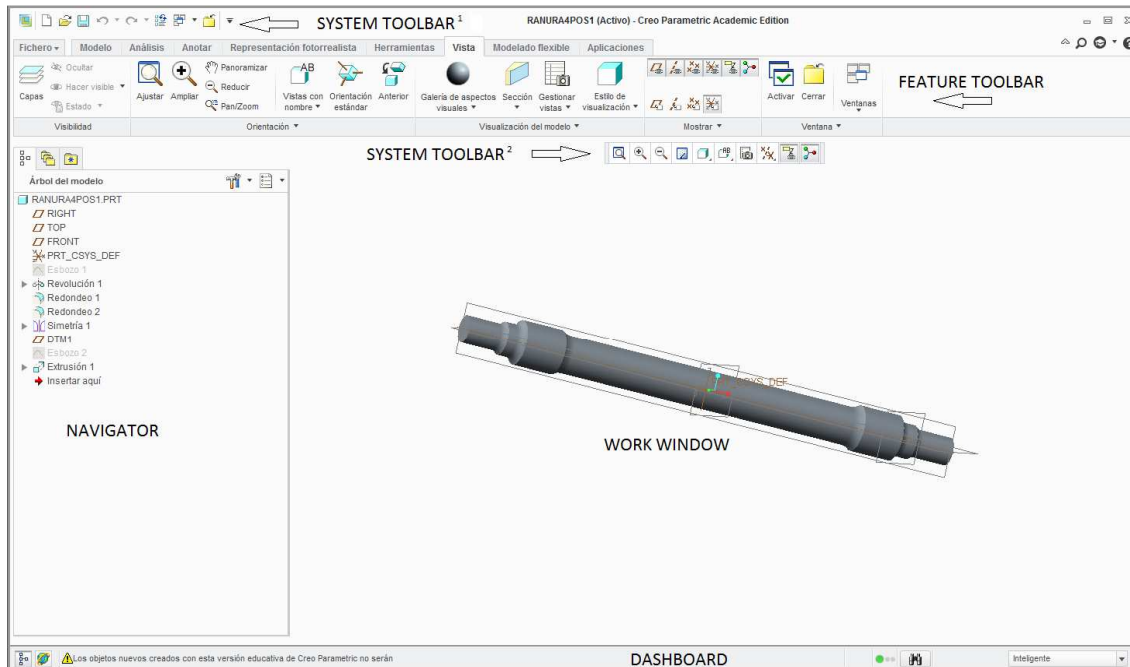 SYSTEM TOOLBAR 1
RANURA4POS1 (Activo) - Creo Parametric Academic Edition
Fichero Modelo Análisis Anotar Representación fotorrealista Herramientas Vista Modelado flexible Aplicaciones
Capas
Ocultar
Hacer visible
Estado
Ajustar
Ampliar
Panoramizar
Reducir
Pan/Zoom
AB
Vistas con nombre
Orientación estándar
Anterior
Galería de aspectos visuales
Sección
Gestionar vistas
Estilo de visualización
Activar
Cerrar
Ventanas
FEATURE TOOLBAR
Visibilidad Orientación Visualización del modelo Mostrar Ventana
SYSTEM TOOLBAR 2
Árbol del modelo
RANURA4POS1.PRT
RIGHT
TOP
FRONT
PRT_CSYS_DEF
Esbozo 1
Revolución 1
Redondeo 1
Redondeo 2
Simetría 1
DTM1
Esbozo 2
Extrusión 1
Insertar aquí
NAVIGATOR
CSYS_DEF
WORK WINDOW
Los objetos nuevos creados con esta versión educativa de Creo Parametric no serán
DASHBOARD
Inteligente